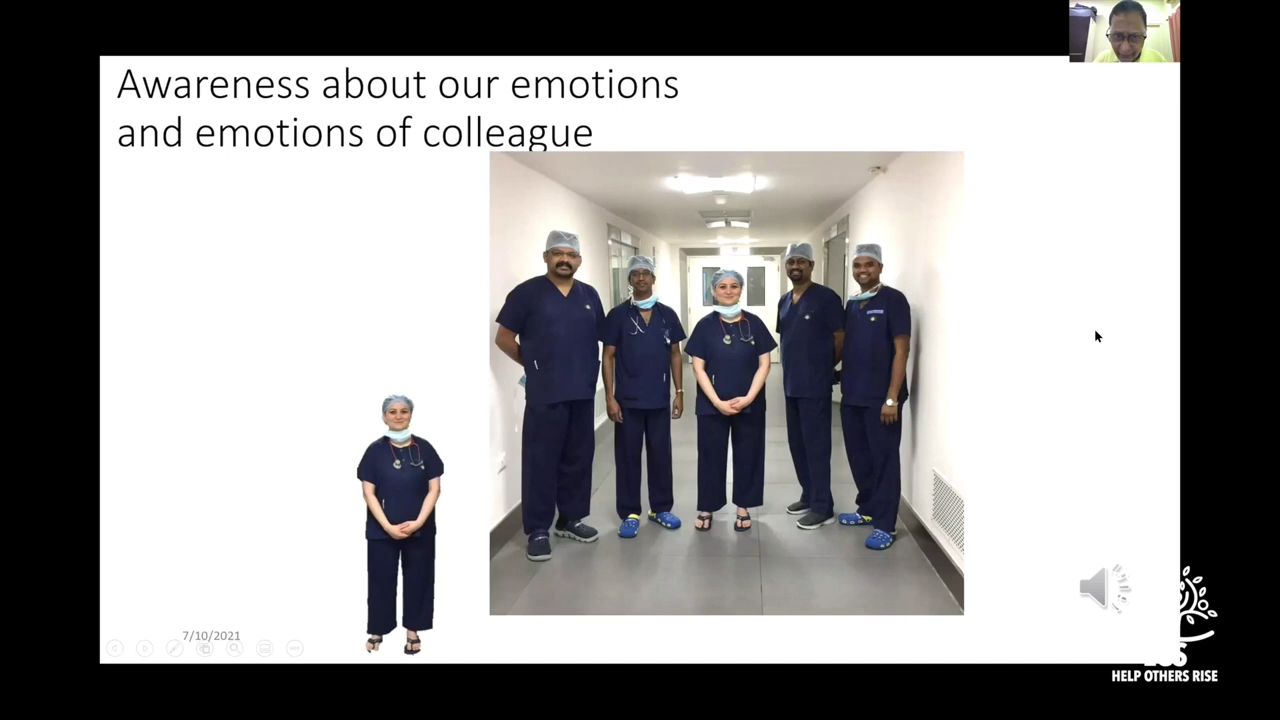 Awareness about our emotions
and emotions of colleague
7/10/2021
HELP OTHERS RISE